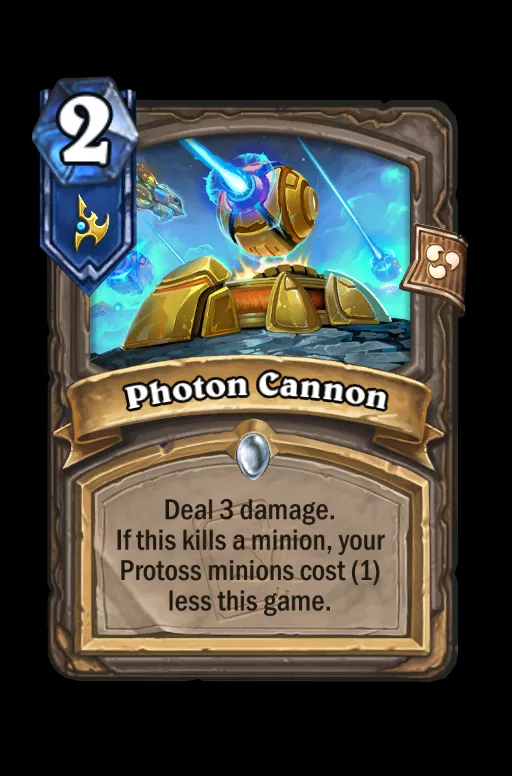 2
Photon Cannon
Deal 3 damage.
If this kills a minion, your
Protoss minions cost (1)
less this game.